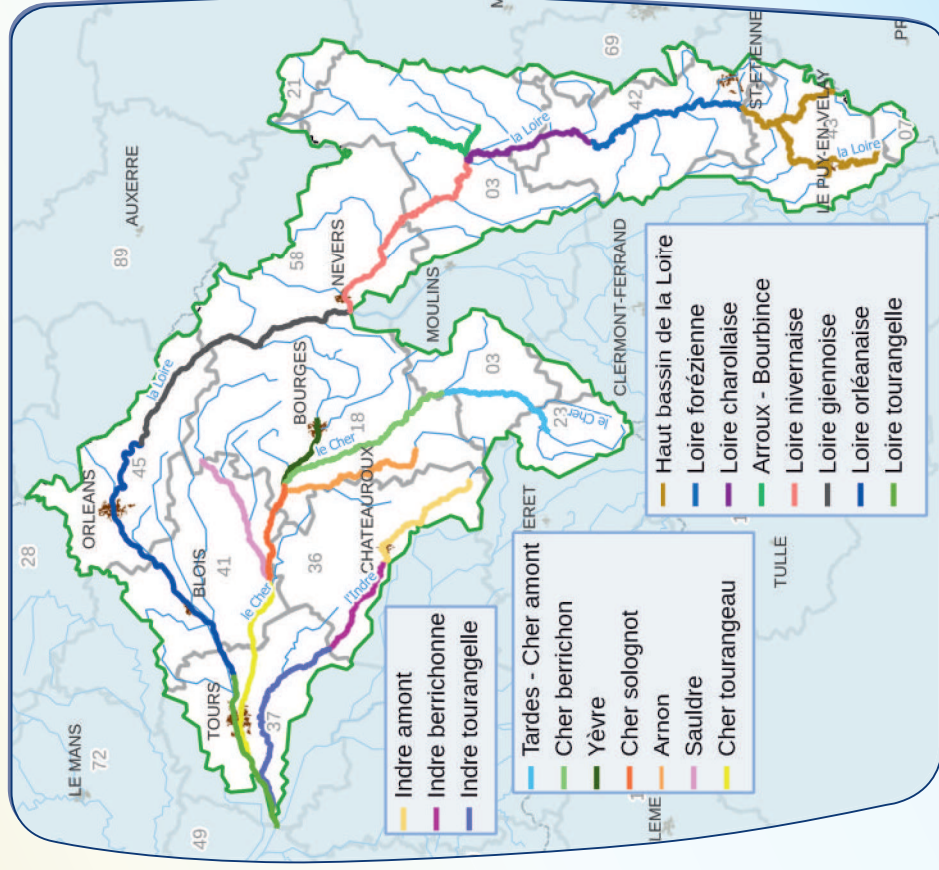 28
LE MANS
72
49
ORLEANS
45
la Loire
BLOIS
41
TOURS
37
le Cher
l'Indre
36
CHATEAUROUX
le Cher
18
BOURGES
89
AUXERRE
58
NEVERS
MOULINS
03
23
le Cher
ERET
CLERMONT-FERRAND
TULLE
LEME
21
69
la Loire
03
42
ST-ETIENNE
LE PUY-EN-VELAY
43
la Loire
07
PR
Indre amont
Indre berrichonne
Indre tourangelle
Tardes - Cher amont
Cher berrichon
Yèvre
Cher solognot
Arnon
Sauldre
Cher tourangeau
Haut bassin de la Loire
Loire forézienne
Loire charollaise
Arroux - Bourbince
Loire nivernaise
Loire giennoise
Loire orléanaise
Loire tourangelle